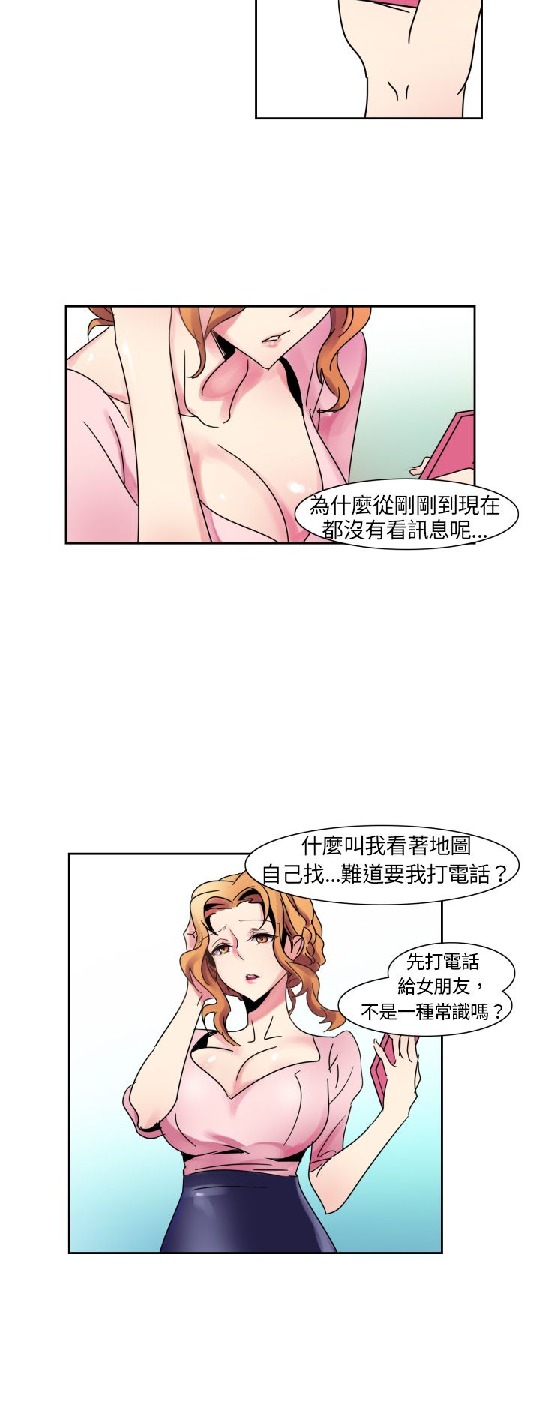 為什麼從剛剛到現在
都沒有看訊息呢…
什麼叫我看著地圖
自己找…難道要我打電話？
先打電話
給女朋友，
不是一種常識嗎？